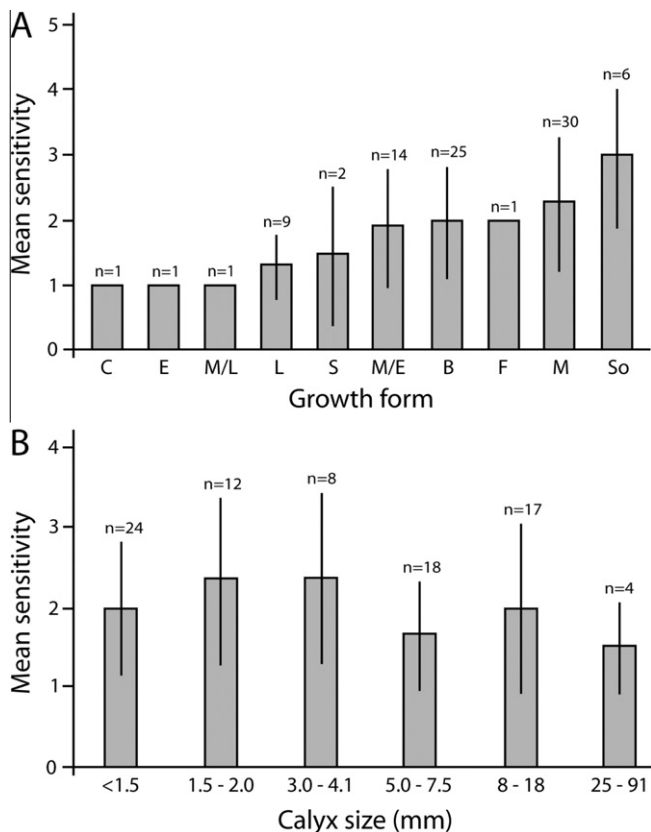 A
5
4
3
2
1
0
Mean sensitivity
n=1
n=1
n=1
n=9
n=2
n=14
n=25
n=1
n=30
n=6
C E M/L L S M/E B F M So
Growth form
B
4
3
2
1
0
Mean sensitivity
n=24
n=12
n=8
n=18
n=17
n=4
<1.5 1.5 - 2.0 3.0 - 4.1 5.0 - 7.5 8 - 18 25 - 91
Calyx size (mm)